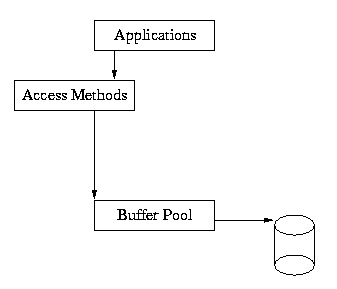 Applications
Access Methods
Buffer Pool